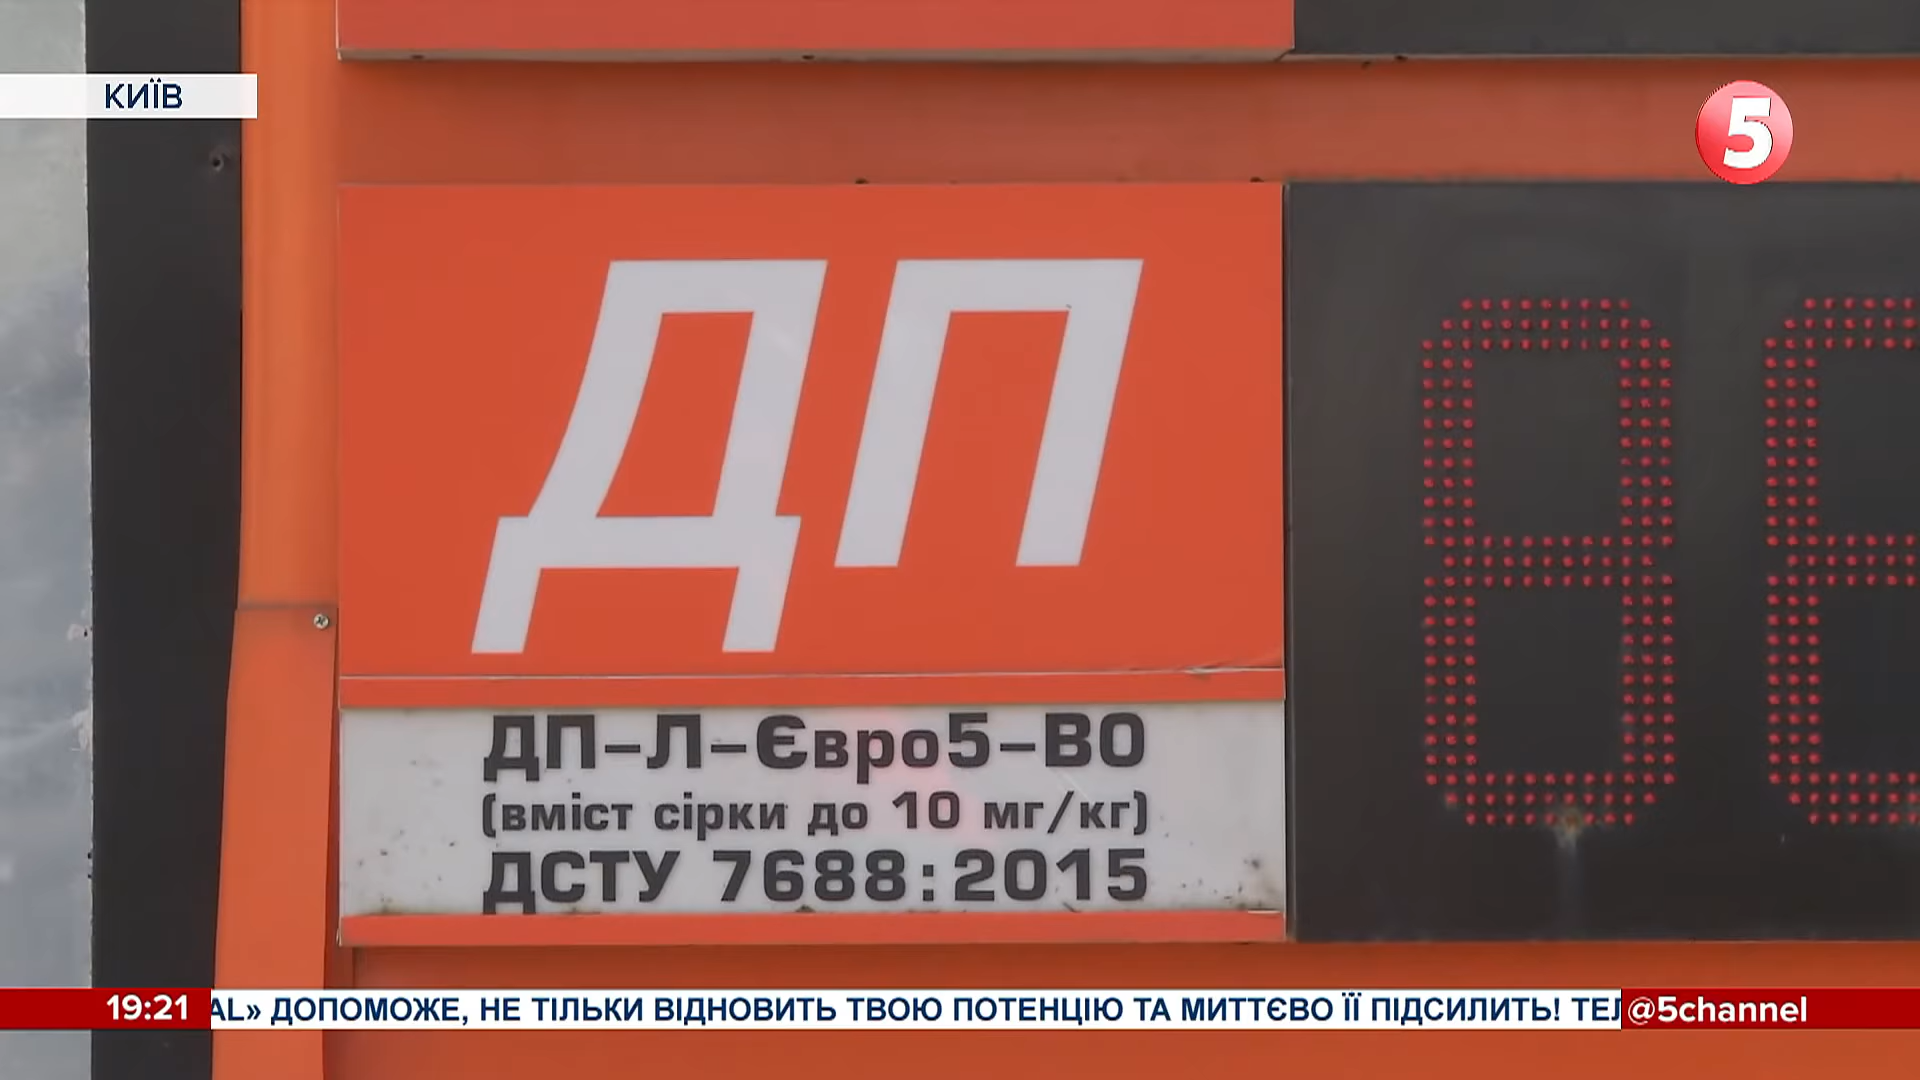 КИЇВ
5
ДП
ДП-Л-Євро5-В0
(вміст сірки до 10 мг/кг)
ДСТУ 7688:2015
19:21
AL» ДОПОМОЖЕ, НЕ ТІЛЬКИ ВІДНОВИТЬ ТВОЮ ПОТЕНЦІЮ ТА МИТТЄВО ЇЇ ПІДСИЛИТЬ! ТЕЛ
@5channel